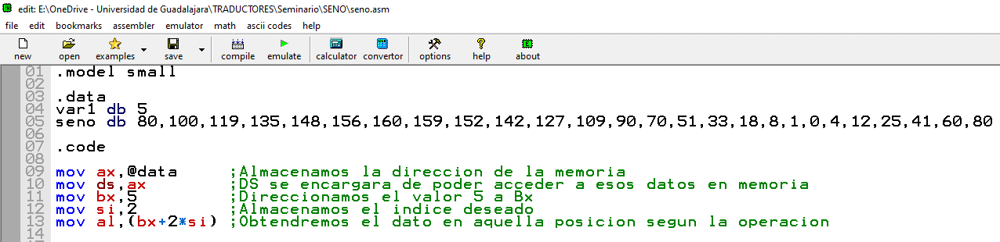 edit: E:\OneDrive - Universidad de Guadalajara\TRADUCTORES\Seminario\SENO\seno.asm
file edit bookmarks assembler emulator math ascii codes help
new open examples save compile emulate calculator convertor options help about
01 .model small
02
03 .data
04 var1 db 5
05 seno db 80,100,119,135,148,156,160,159,152,142,127,109,90,70,51,33,18,8,1,0,4,12,25,41,60,80
06
07 .code
08
09 mov ax,@data ;Almacenamos la direccion de la memoria
10 mov ds,ax ;DS se encargara de poder acceder a esos datos en memoria
11 mov bx,5 ;Direccionamos el valor 5 a Bx
12 mov si,2 ;Almacenamos el indice deseado
13 mov al,(bx+2*si) ;Obtendremos el dato en aquella posicion segun la operacion
14